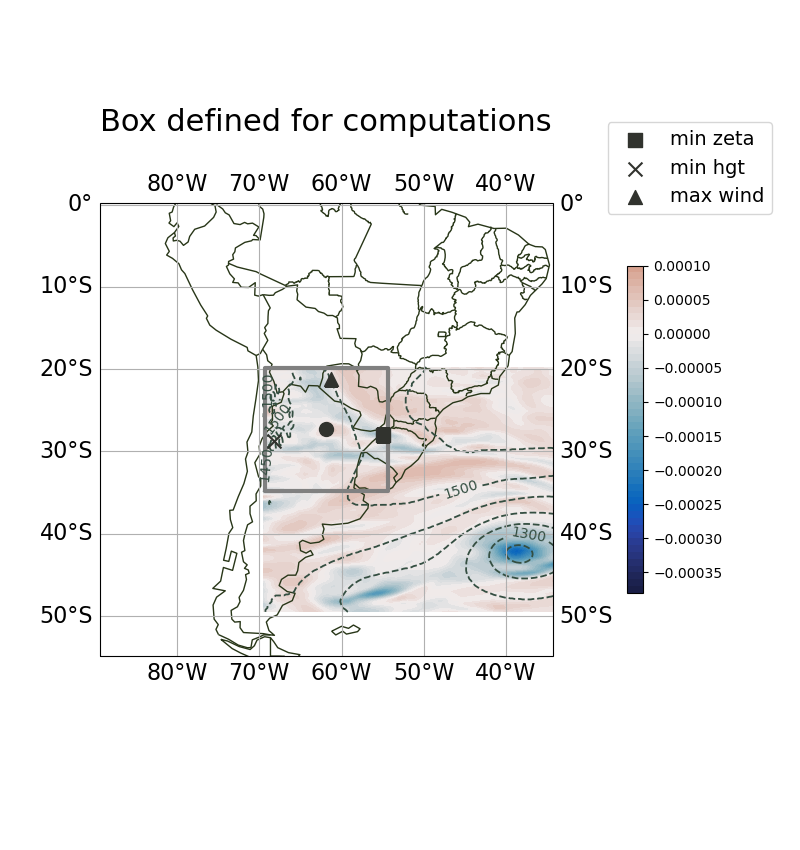 Box defined for computations
min zeta
min hgt
max wind
80°W 70°W 60°W 50°W 40°W
0° 0°
10°S 10°S
20°S 20°S
30°S 30°S
40°S 40°S
50°S 50°S
80°W 70°W 60°W 50°W 40°W
1500
1450
1500
1300
0.00010
0.00005
0.00000
−0.00005
−0.00010
−0.00015
−0.00020
−0.00025
−0.00030
−0.00035